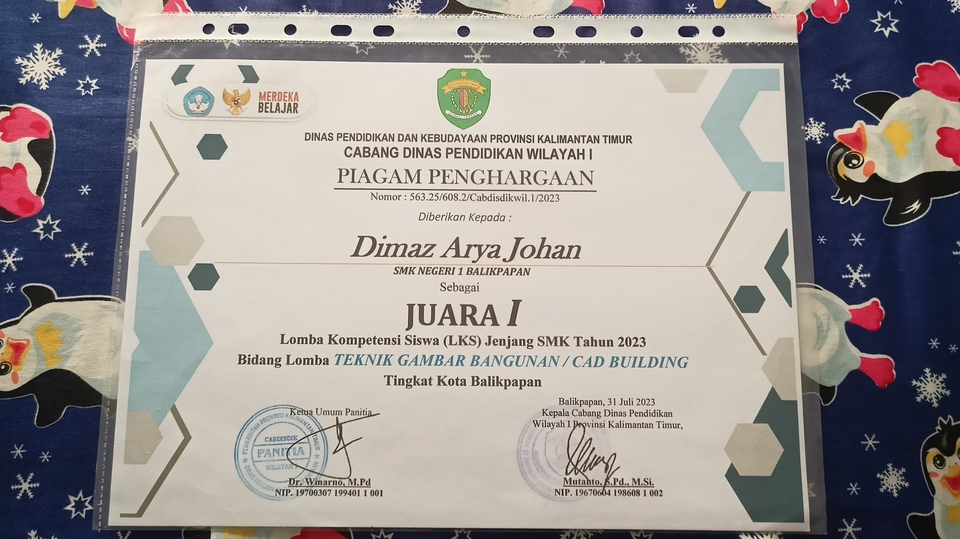 MERDEKA
BELAJAR
DINAS PENDIDIKAN DAN KEBUDAYAAN PROVINSI KALIMANTAN TIMUR
CABANG DINAS PENDIDIKAN WILAYAH I
PIAGAM PENGHARGAAN
Nomor : 563.25/608.2/Cabdisdikwil.1/2023
Diberikan Kepada :
Dimaz Arya Johan
SMK NEGERI 1 BALIKPAPAN
Sebagai
JUARA I
Lomba Kompetensi Siswa (LKS) Jenjang SMK Tahun 2023
Bidang Lomba TEKNIK GAMBAR BANGUNAN / CAD BUILDING
Tingkat Kota Balikpapan
Ketua Umum Panitia
CABDISDIK
PANITIA
WILAYAH
Dr. Winarno, M.Pd
NIP. 19700307 199401 1 001
Balikpapan, 31 Juli 2023
Kepala Cabang Dinas Pendidikan
Wilayah I Provinsi Kalimantan Timur,
Mutanto, S.Pd., M.Si.
NIP. 19670604 198608 1 002